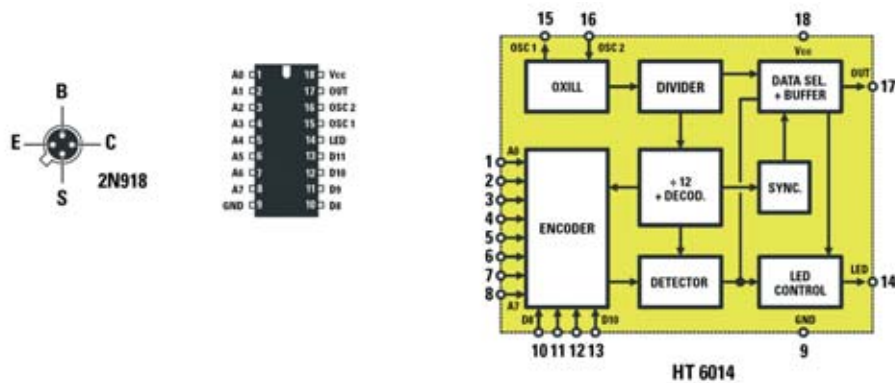 B
E
C
S
2N918
A0 1 18 Vcc
A1 2 17 OUT
A2 3 16 OSC 2
A3 4 15 OSC 1
A4 5 14 LED
A5 6 13 D11
A6 7 12 D10
A7 8 11 D9
GND 9 10 D8
15 16 18
OSC 1 OSC 2 Vcc
OXILL
DIVIDER
DATA SEL.
+ BUFFER
OUT
17
A0
1
2
3
4
5
6
7
8
A7
ENCODER
÷ 12
+ DECOD.
SYNC.
DETECTOR
LED
CONTROL
LED
14
D8 D10
GND
10 11 12 13 9
HT 6014